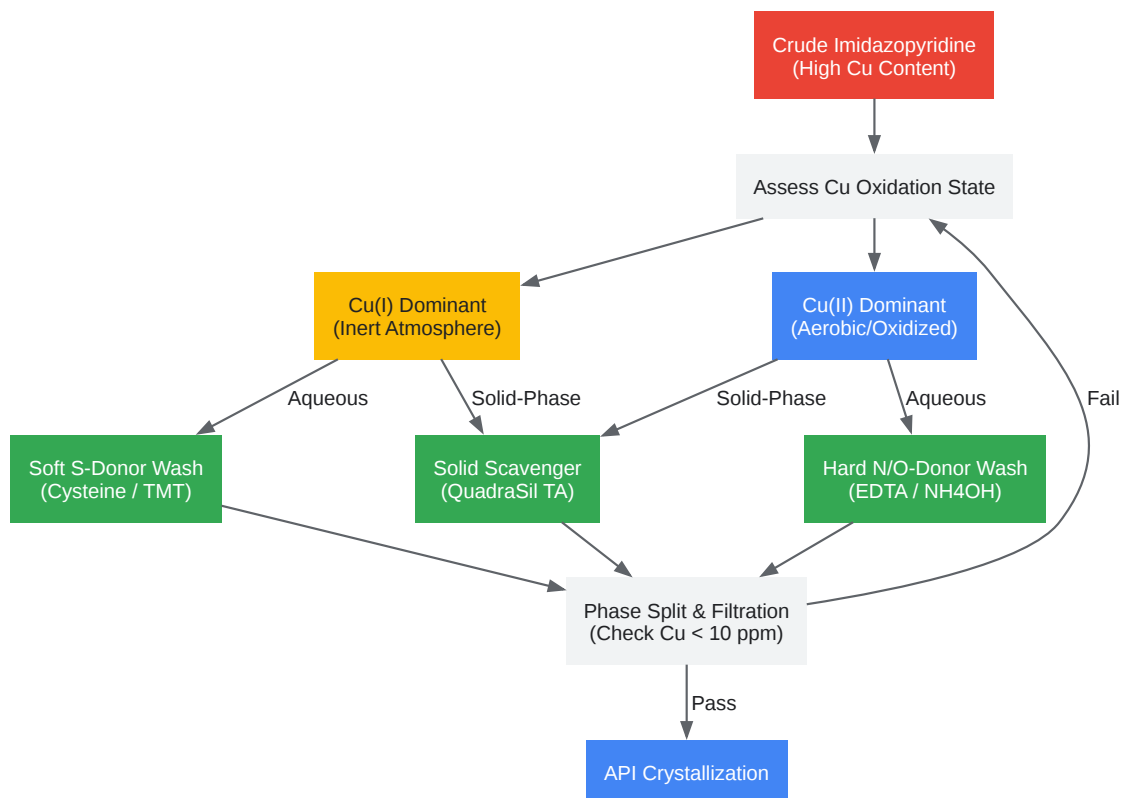 Crude Imidazopyridine
(High Cu Content)
Assess Cu Oxidation State
Cu(I) Dominant
(Inert Atmosphere)
Cu(II) Dominant
(Aerobic/Oxidized)
Aqueous
Solid-Phase
Solid-Phase
Aqueous
Fail
Soft S-Donor Wash
(Cysteine / TMT)
Solid Scavenger
(QuadraSil TA)
Hard N/O-Donor Wash
(EDTA / NH4OH)
Phase Split & Filtration
(Check Cu < 10 ppm)
Pass
API Crystallization